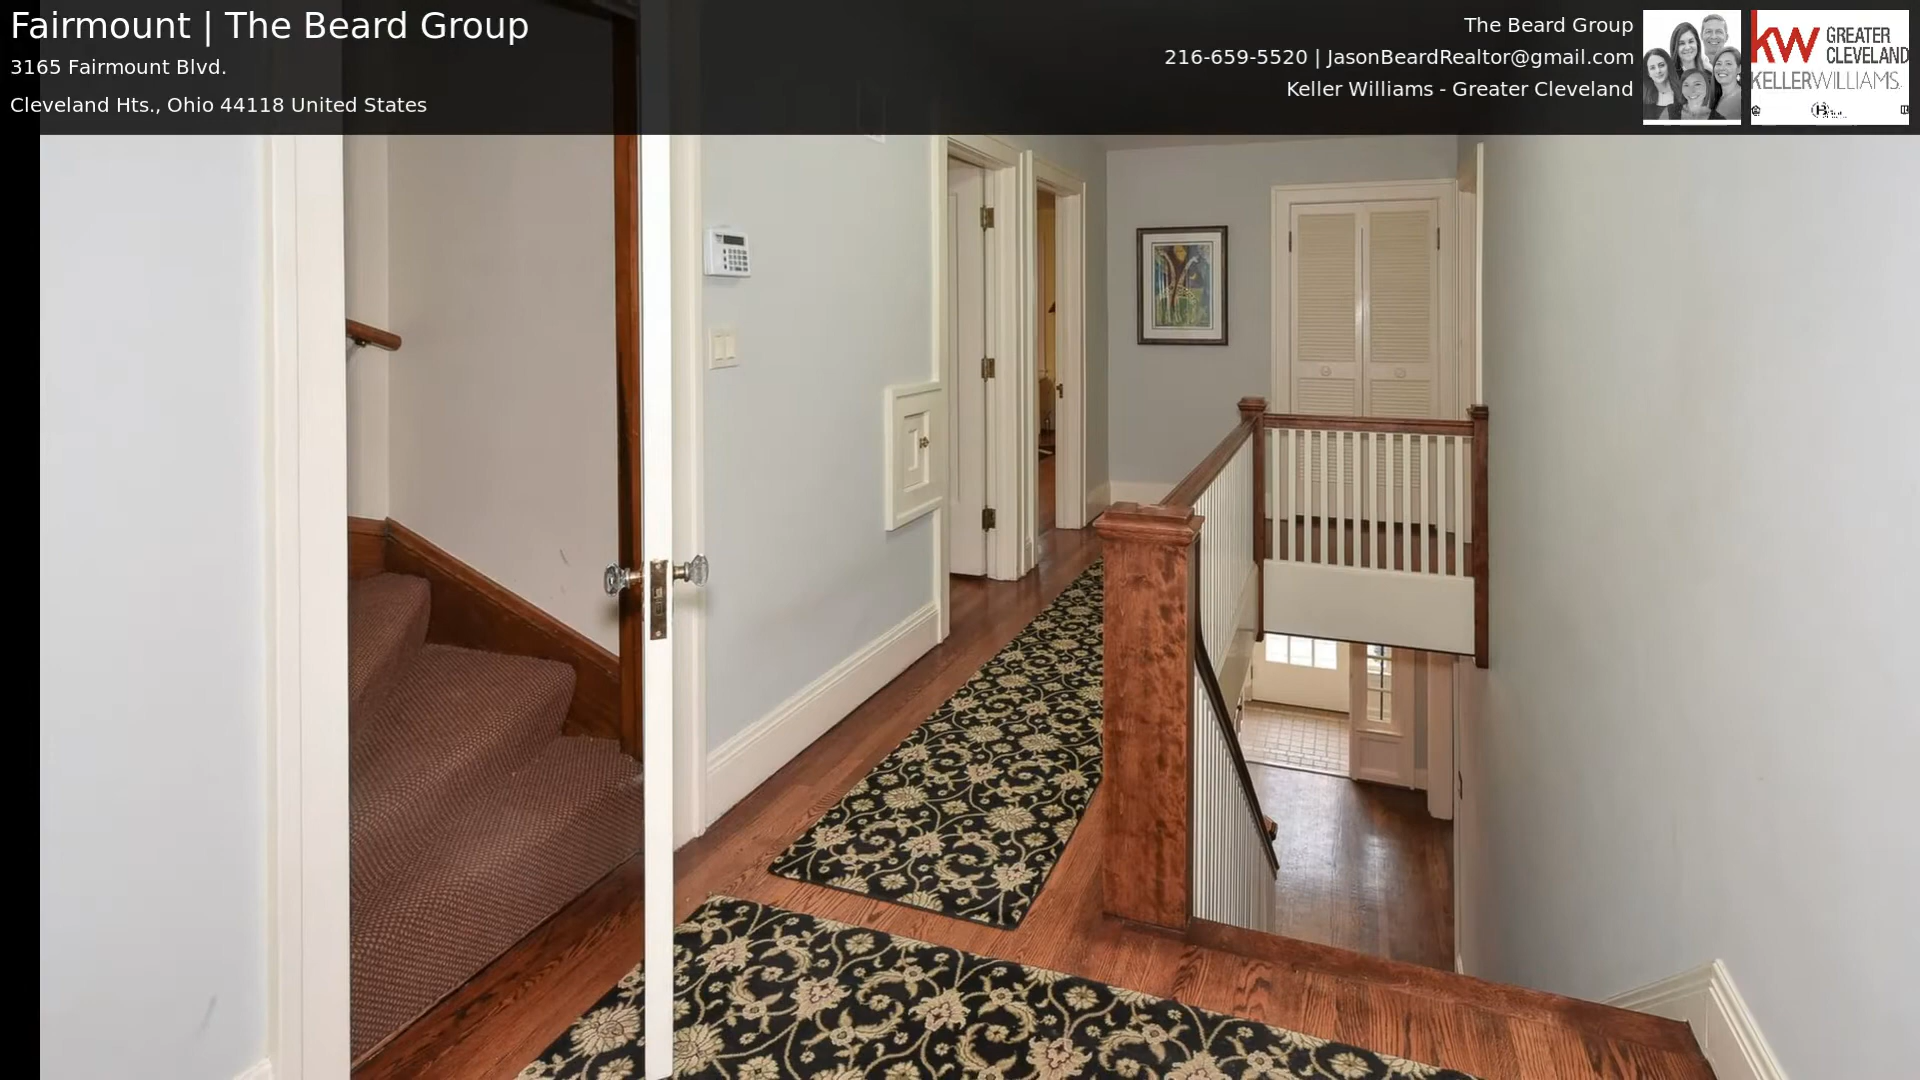 Fairmount | The Beard Group
3165 Fairmount Blvd.
Cleveland Hts., Ohio 44118 United States
The Beard Group
216-659-5520 | JasonBeardRealtor@gmail.com
Keller Williams - Greater Cleveland
kw GREATER
CLEVELAND
KELLERWILLIAMS.